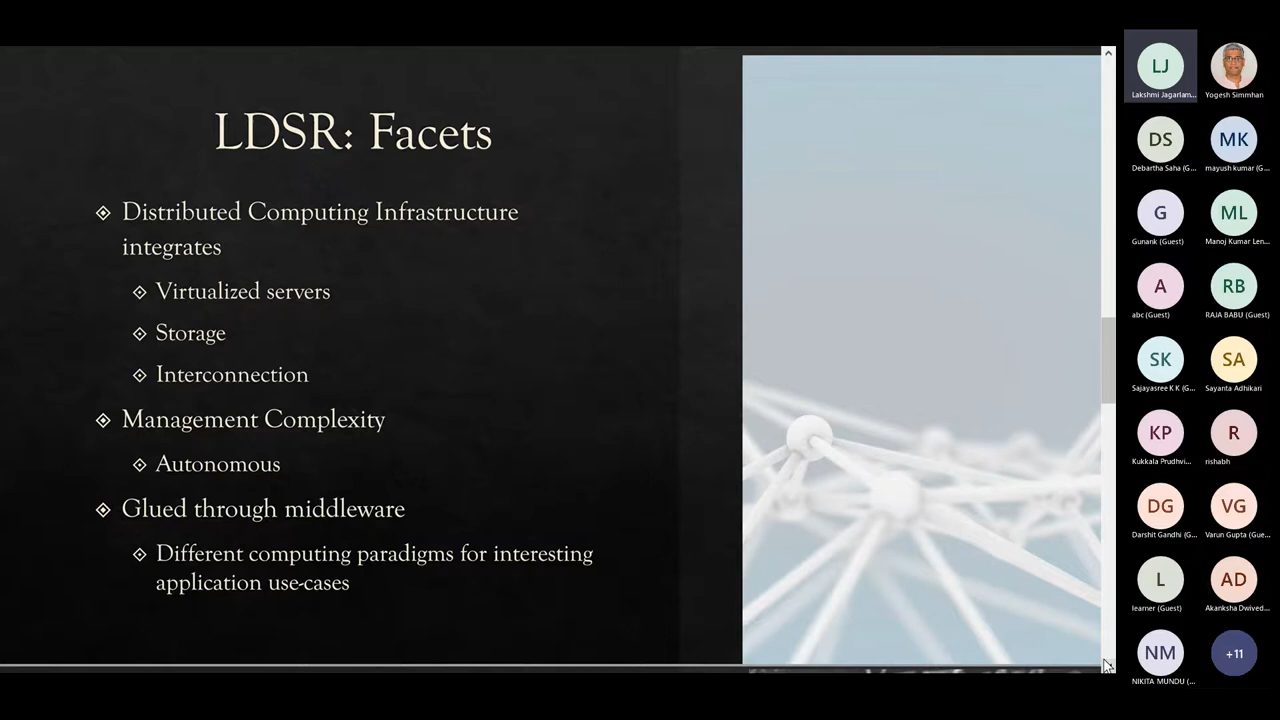 LDSR: Facets
Distributed Computing Infrastructure
integrates
Virtualized servers
Storage
Interconnection
Management Complexity
Autonomous
Glued through middleware
Different computing paradigms for interesting
application use-cases
LJ
Lakshmi Jagarlam...
Yogesh Simmhan
DS
Debartha Saha (G...
MK
mayush kumar (G...
G
Gunank (Guest)
ML
Manoj Kumar Len...
A
abc (Guest)
RB
RAJA BABU (Guest)
SK
Sajayasree K K (G...
SA
Sayanta Adhikari
KP
Kukkala Prudhvi...
R
rishabh
DG
Darshit Gandhi (G...
VG
Varun Gupta (Gue...
L
learner (Guest)
AD
Akanksha Dwived...
NM
NIKITA MUNDU (...
+11